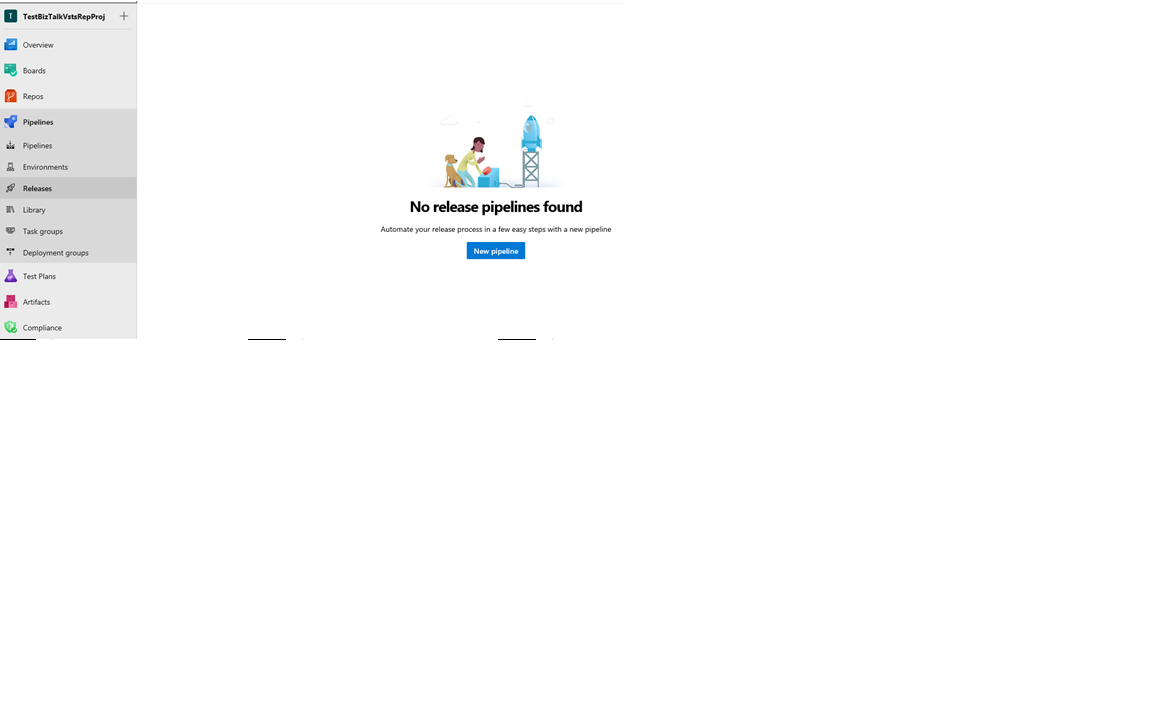 T TestBizTalkVstsRepProj
Overview
Boards
Repos
Pipelines
Pipelines
Environments
Releases
Library
Task groups
Deployment groups
Test Plans
Artifacts
Compliance
No release pipelines found
Automate your release process in a few easy steps with a new pipeline
New pipeline